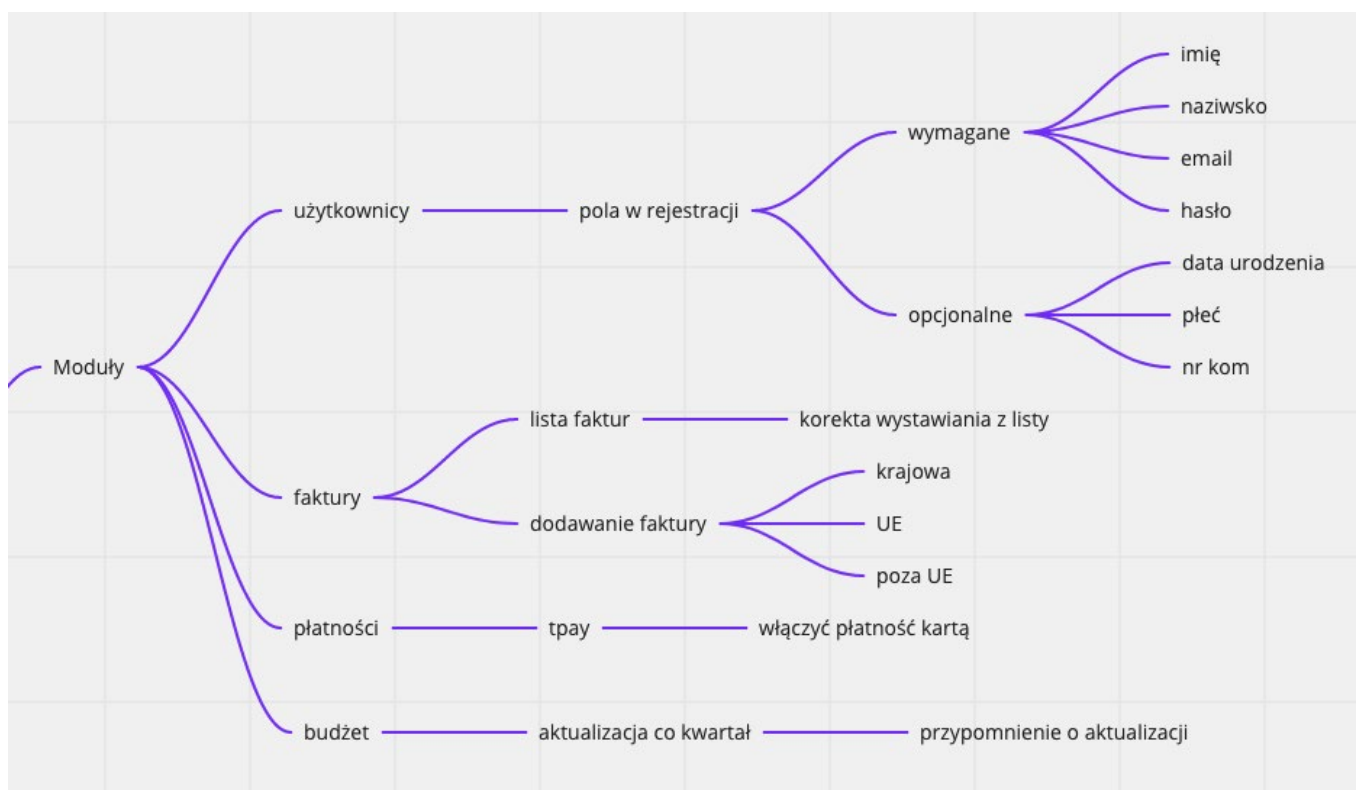 imię
naziwsko
wymagane
email
użytkownicy
pola w rejestracji
hasło
data urodzenia
opcjonalne
płeć
Moduły
nr kom
lista faktur
korekta wystawiania z listy
krajowa
faktury
dodawanie faktury
UE
poza UE
płatności
tpay
włączyć płatność kartą
budżet
aktualizacja co kwartał
przypomnienie o aktualizacji